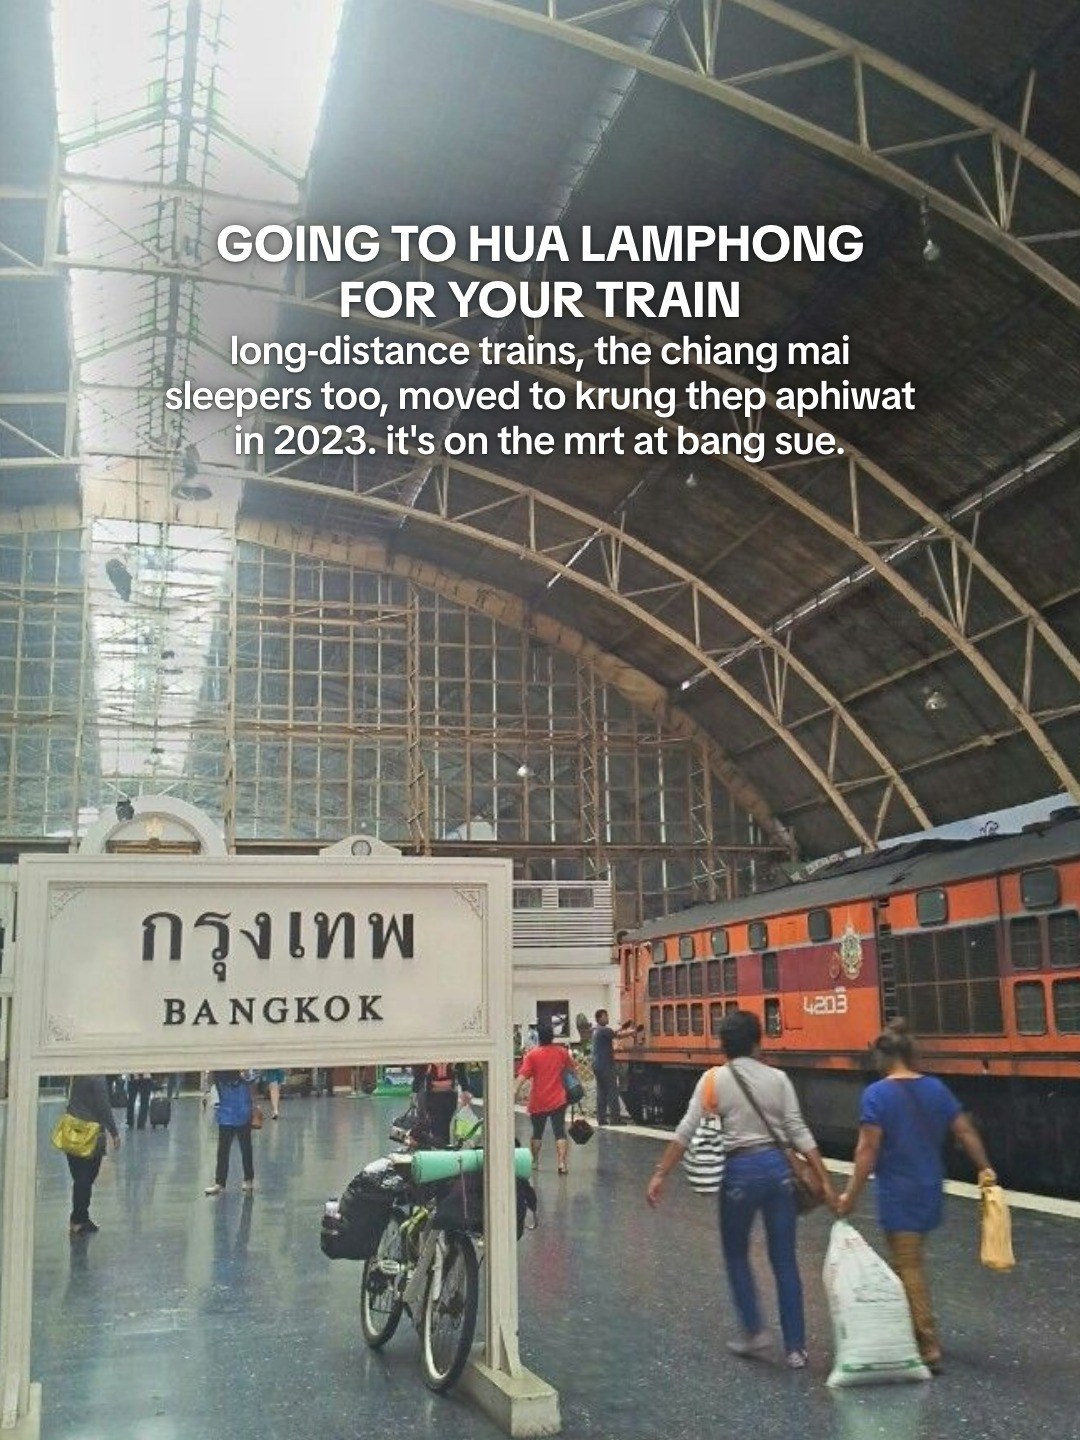 GOING TO HUA LAMPHONG
FOR YOUR TRAIN
long-distance trains, the chiang mai
sleepers too, moved to krung thep aphiwat
in 2023. it's on the mrt at bang sue.
กรุงเทพ
BANGKOK
4203